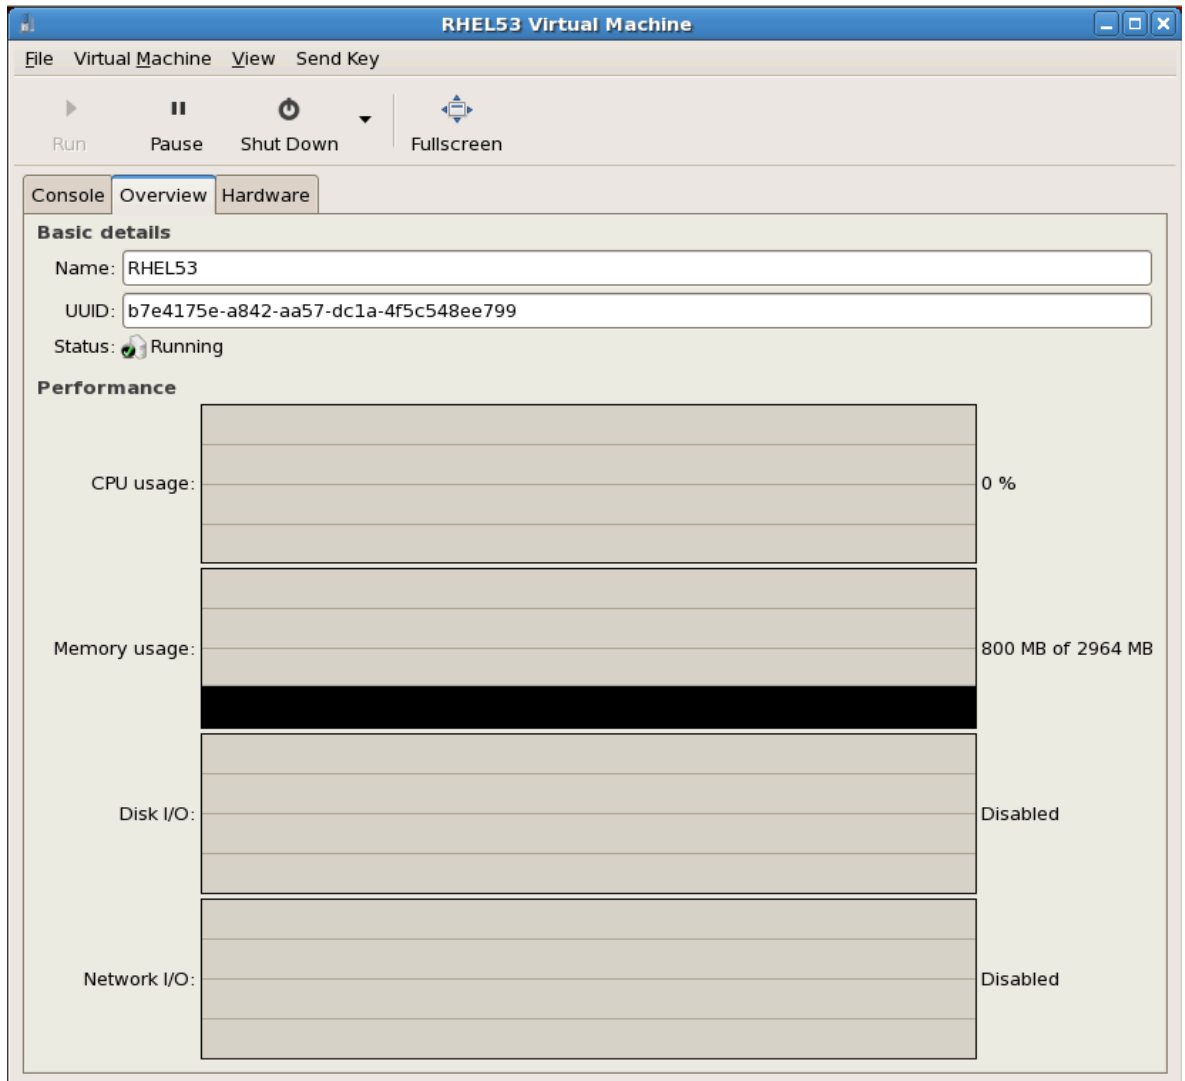 RHEL53 Virtual Machine
File Virtual Machine View Send Key
Run Pause Shut Down Fullscreen
Console Overview Hardware
Basic details
Name: RHEL53
UUID: b7e4175e-a842-aa57-dc1a-4f5c548ee799
Status: Running
Performance
CPU usage: 0 %
Memory usage: 800 MB of 2964 MB
Disk I/O: Disabled
Network I/O: Disabled